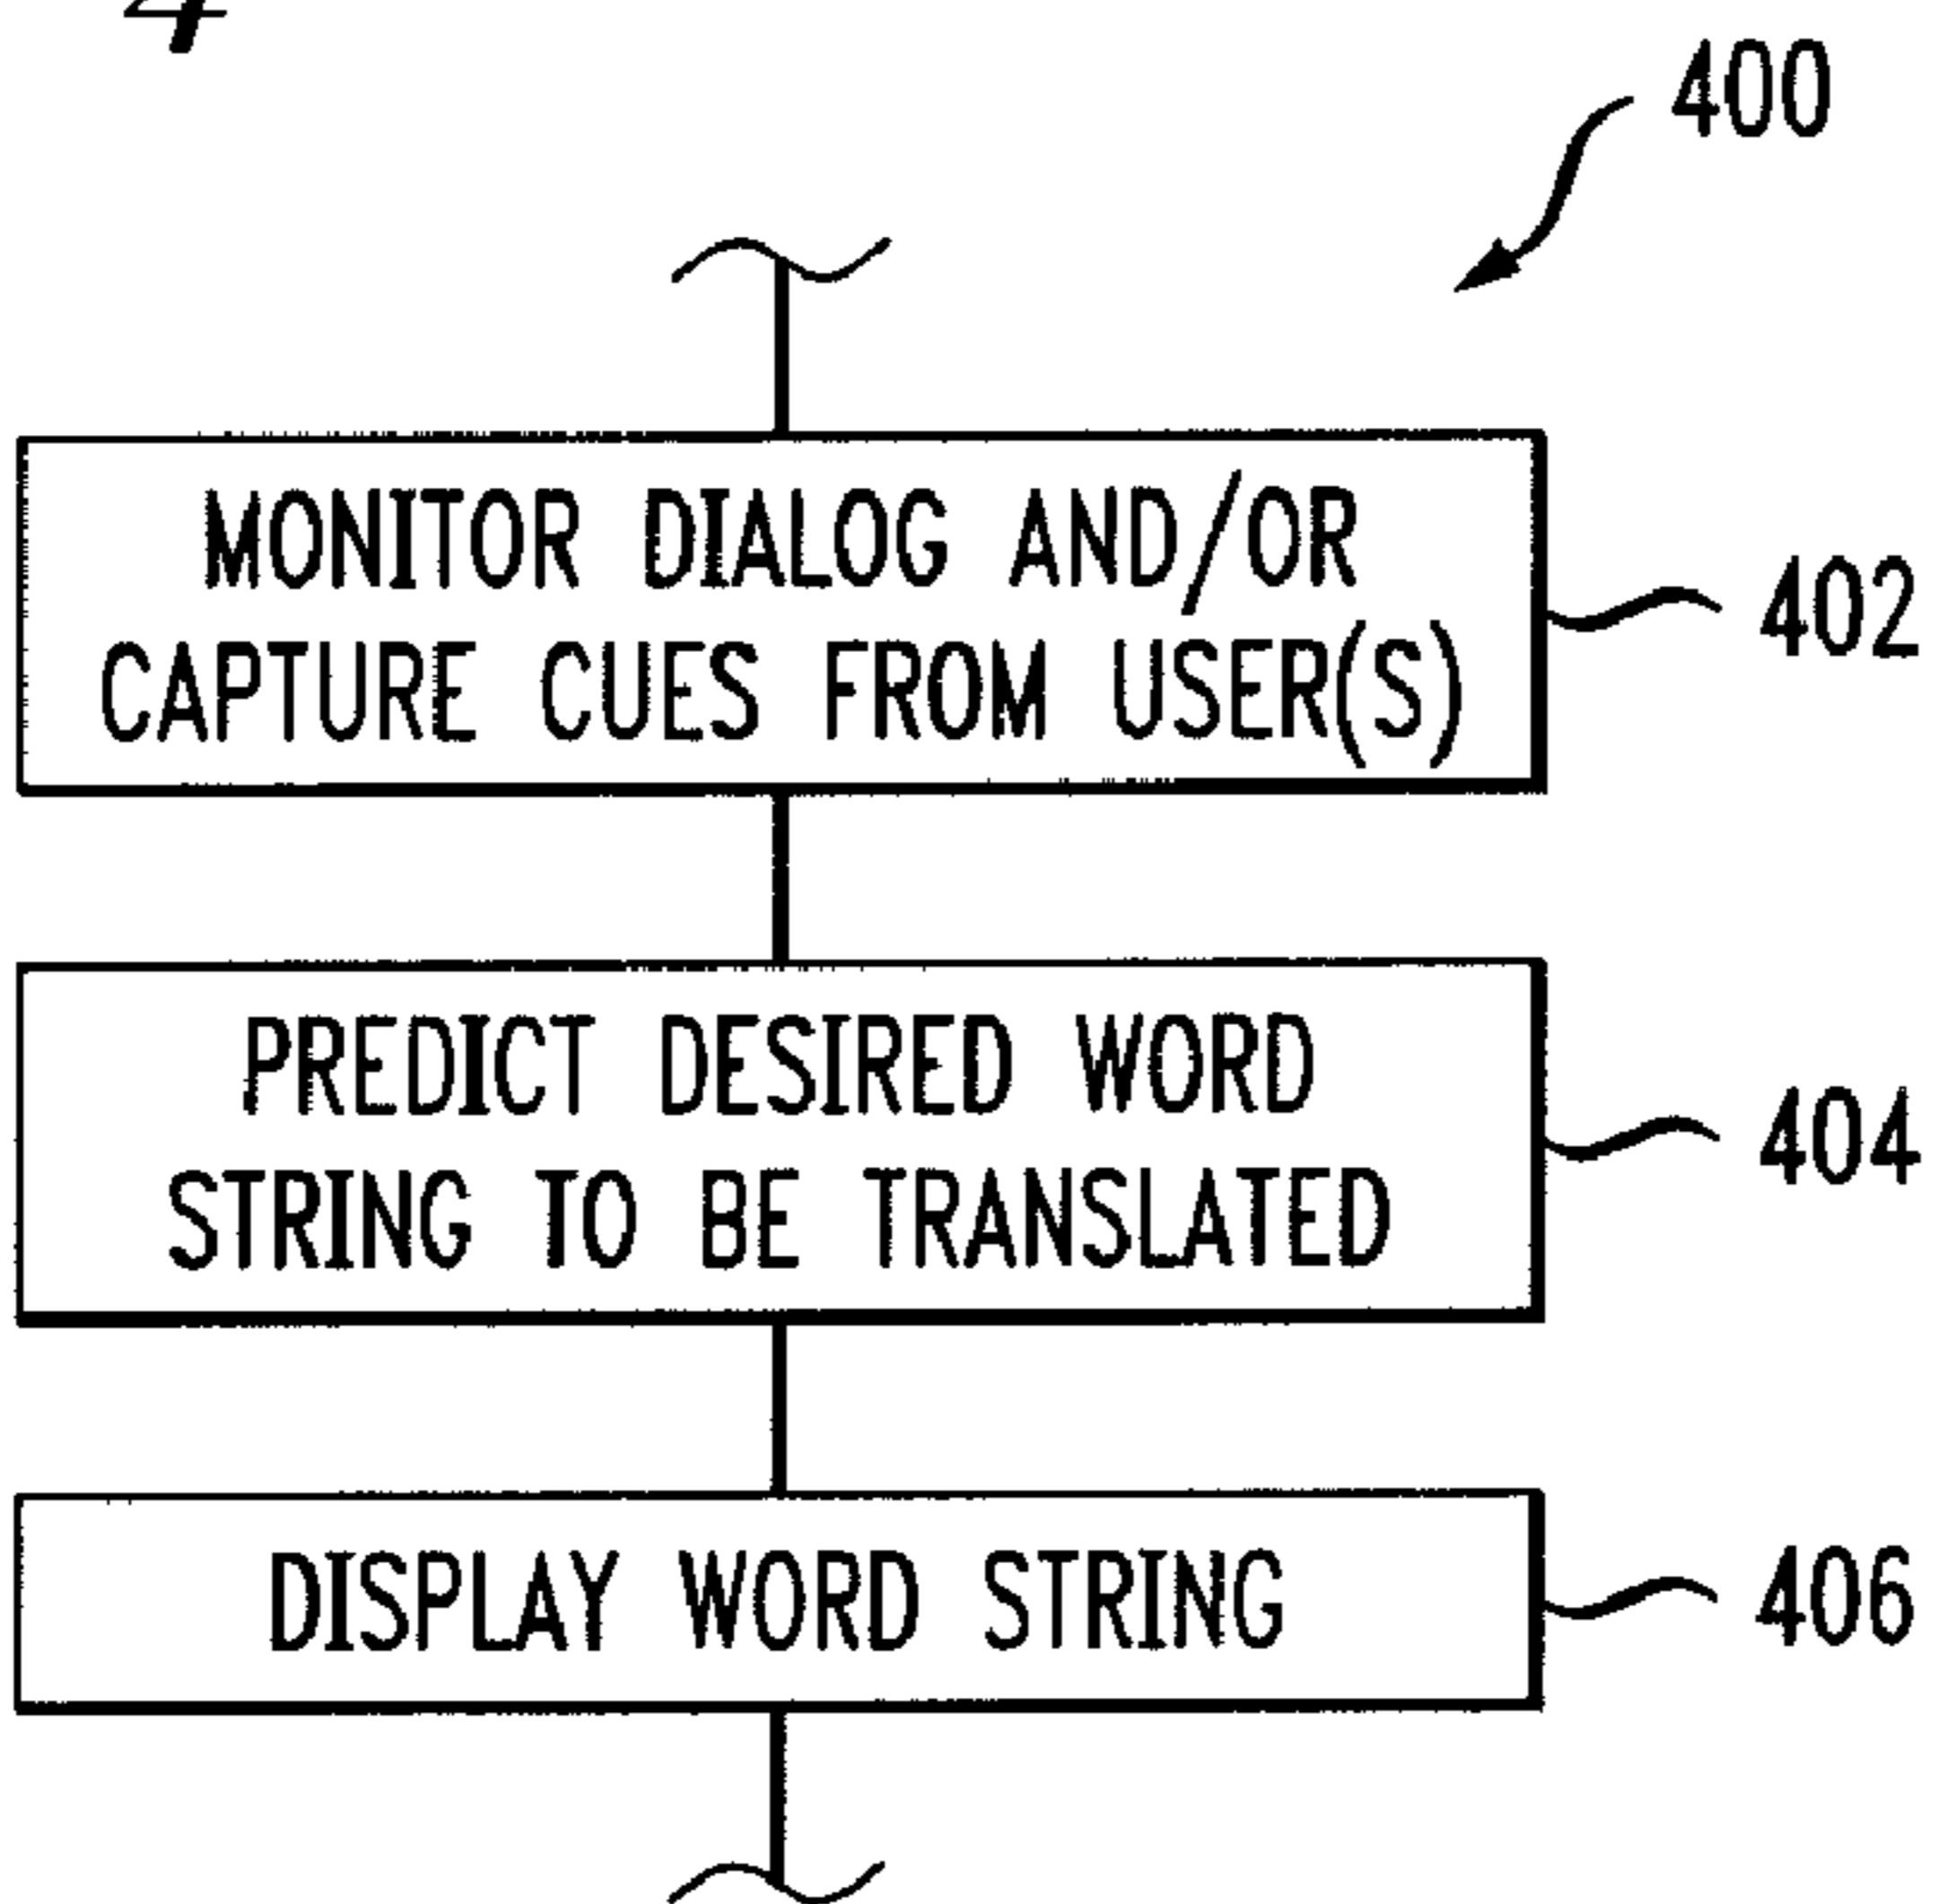 4
400
MONITOR DIALOG AND/OR
CAPTURE CUES FROM USER(S)
402
PREDICT DESIRED WORD
STRING TO BE TRANSLATED
404
DISPLAY WORD STRING
406